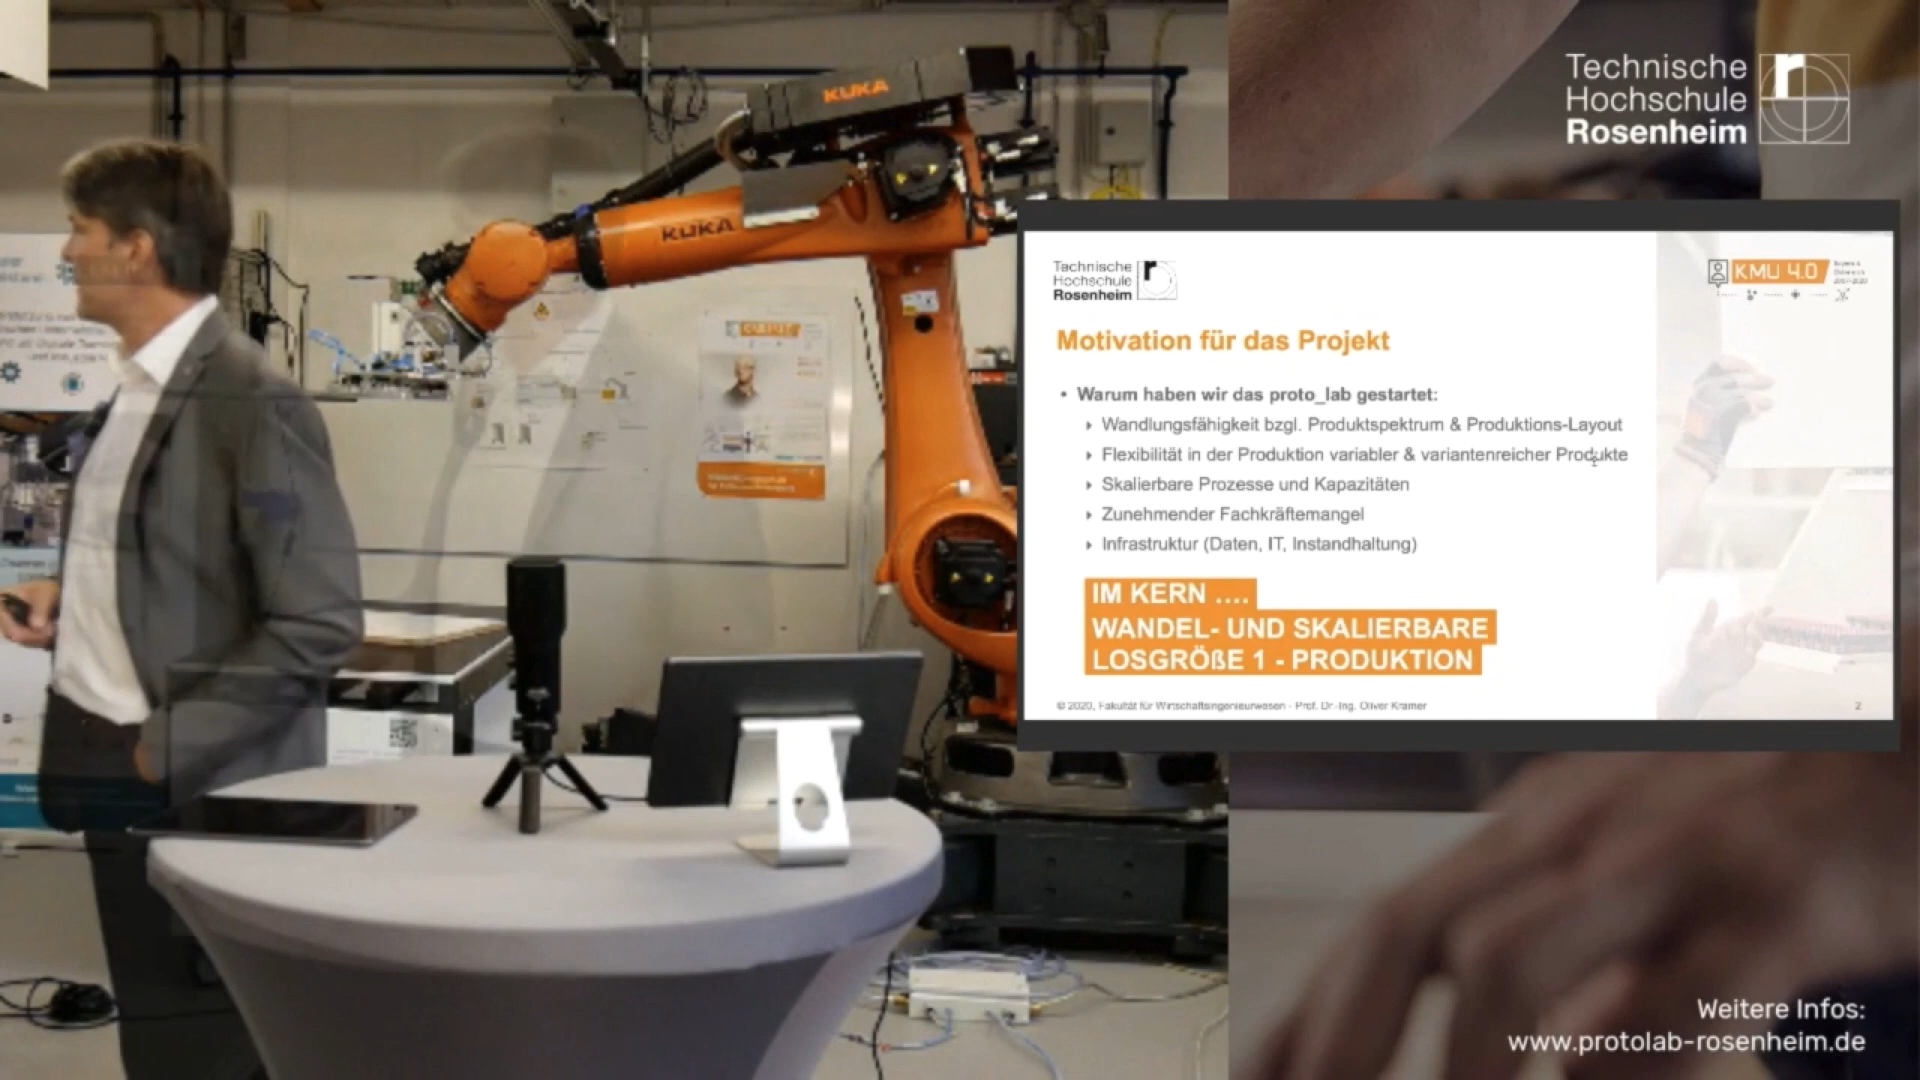 KUKA
KUKA
Technische
Hochschule
Rosenheim
Technische
Hochschule
Rosenheim
KMU 4.0
Motivation für das Projekt
• Warum haben wir das proto_lab gestartet:
Wandlungsfähigkeit bzgl. Produktspektrum & Produktions-Layout
Flexibilität in der Produktion variabler & variantenreicher Produkte
Skalierbare Prozesse und Kapazitäten
Zunehmender Fachkräftemangel
Infrastruktur (Daten, IT, Instandhaltung)
IM KERN ....
WANDEL- UND SKALIERBARE
LOSGRÖßE 1 - PRODUKTION
© 2020, Fakultät für Wirtschaftsingenieurwesen - Prof. Dr.-Ing. Oliver Kramer
2
Weitere Infos:
www.protolab-rosenheim.de